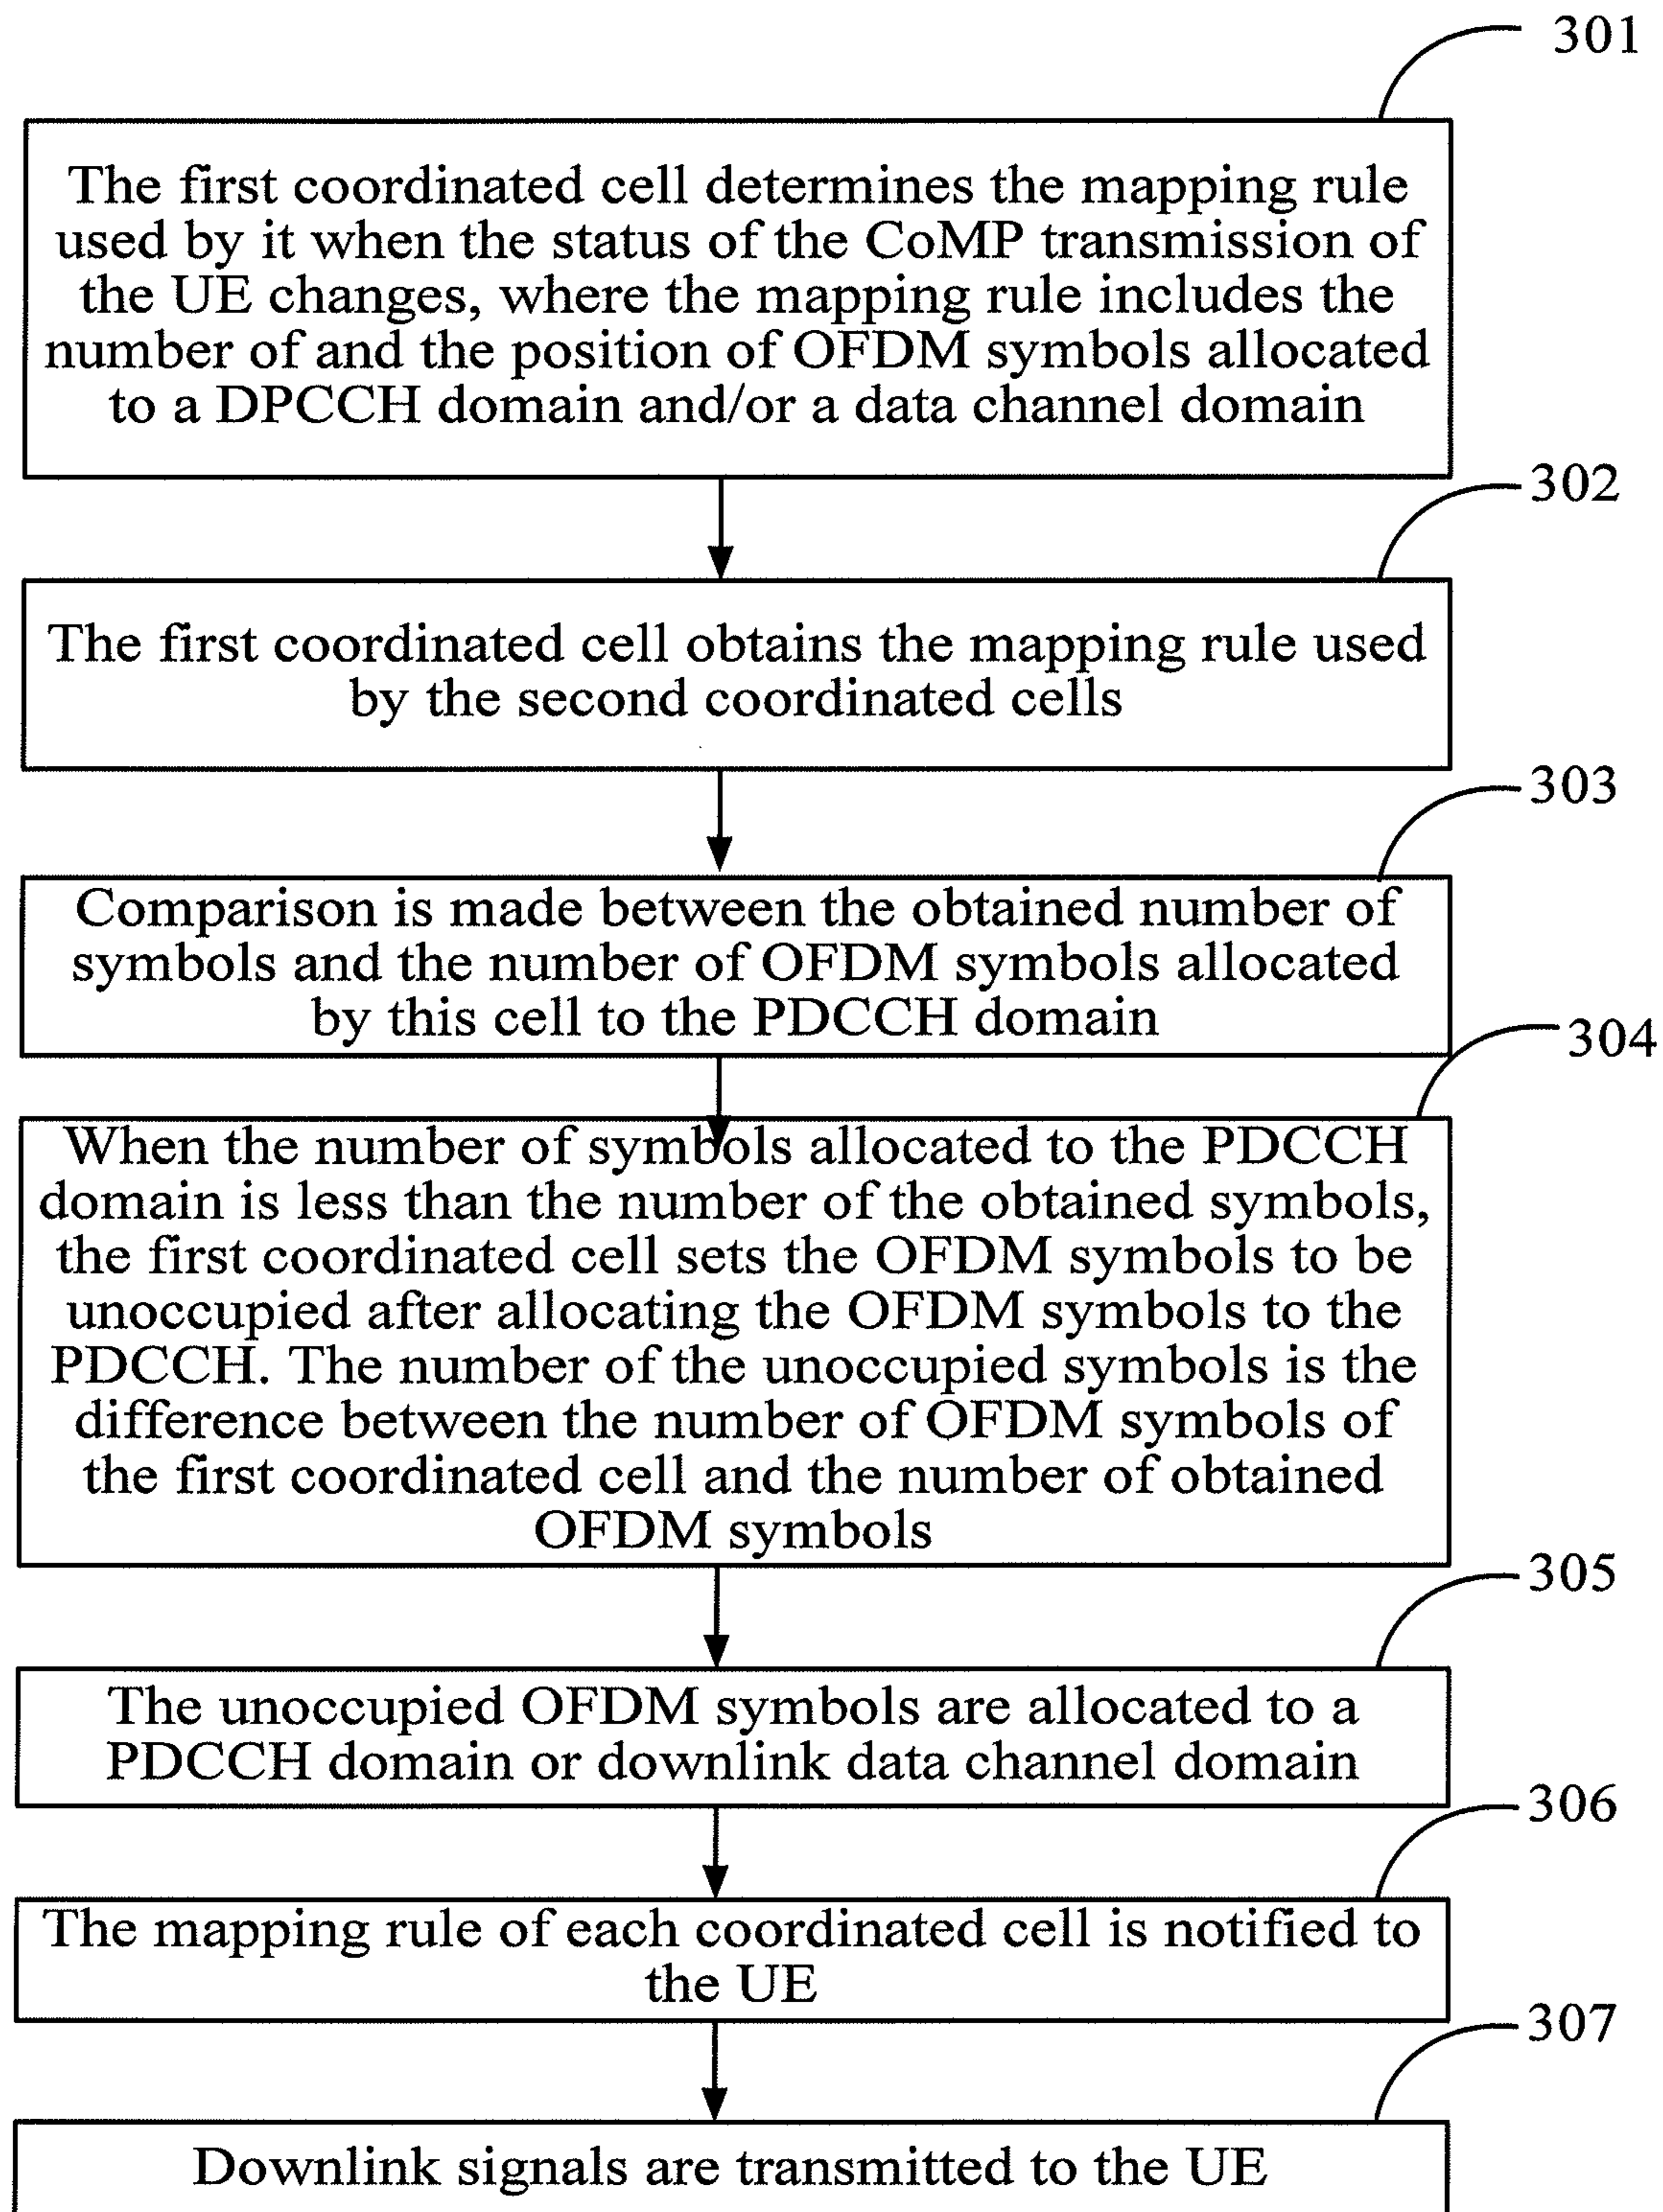 301
The first coordinated cell determines the mapping rule
used by it when the status of the CoMP transmission of
the UE changes, where the mapping rule includes the
number of and the position of OFDM symbols allocated
to a DPCCH domain and/or a data channel domain
302
The first coordinated cell obtains the mapping rule used
by the second coordinated cells
303
Comparison is made between the obtained number of
symbols and the number of OFDM symbols allocated
by this cell to the PDCCH domain
304
When the number of symbols allocated to the PDCCH
domain is less than the number of the obtained symbols,
the first coordinated cell sets the OFDM symbols to be
unoccupied after allocating the OFDM symbols to the
PDCCH. The number of the unoccupied symbols is the
difference between the number of OFDM symbols of
the first coordinated cell and the number of obtained
OFDM symbols
305
The unoccupied OFDM symbols are allocated to a
PDCCH domain or downlink data channel domain
306
The mapping rule of each coordinated cell is notified to
the UE
307
Downlink signals are transmitted to the UE